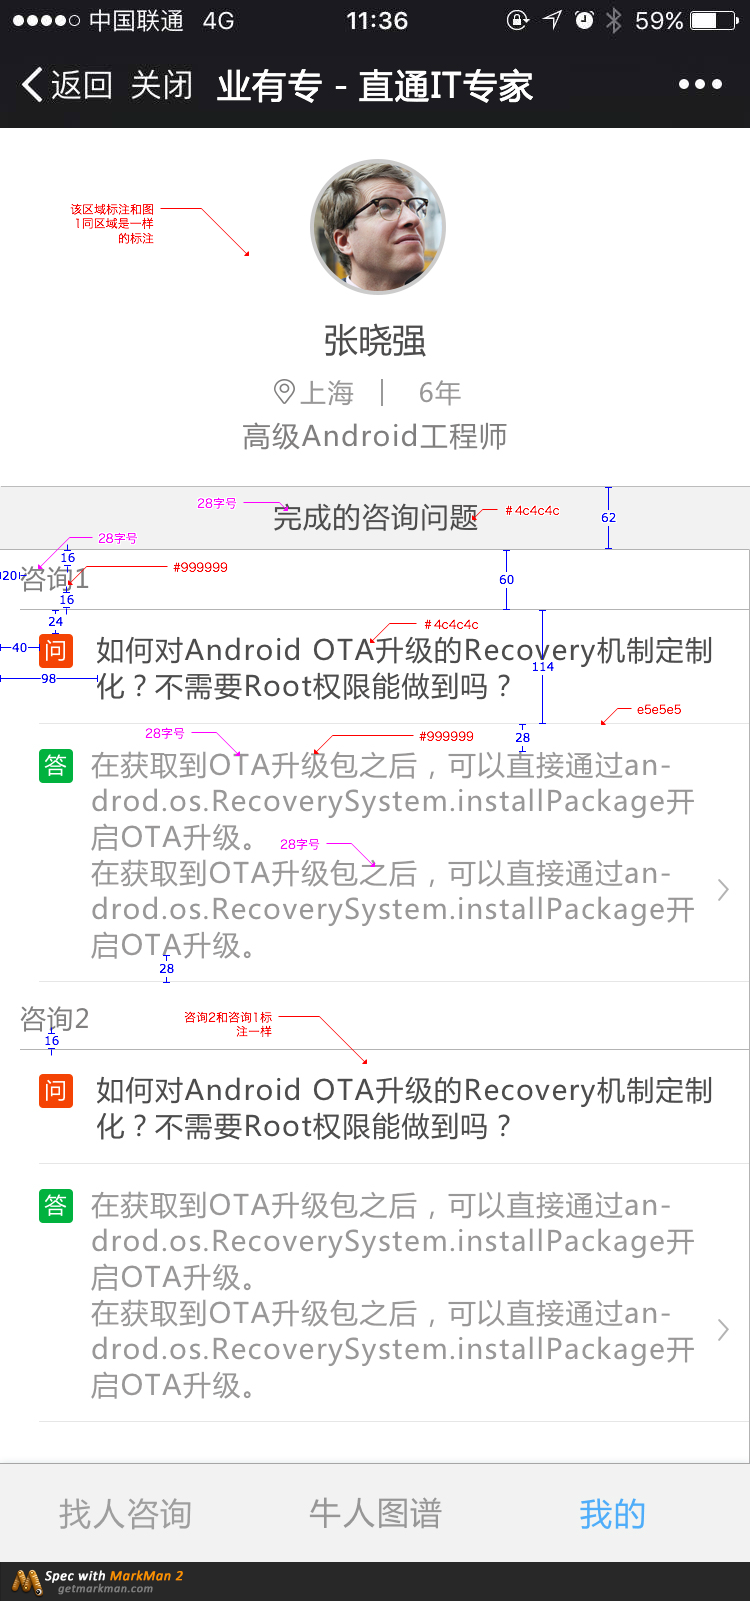 中国联通 4G 11:36 59%
返回 关闭 业有专 - 直通IT专家
该区域标注和图
1同区域是一样
的标注
张晓强
上海 | 6年
高级Android工程师
28字号
完成的咨询问题
#4c4c4c
62
28字号
16
20
咨询1
#999999
60
16
24
#4c4c4c
40
问
如何对Android OTA升级的Recovery机制定制
114
98
化？不需要Root权限能做到吗？
e5e5e5
28字号
#999999
28
答
在获取到OTA升级包之后，可以直接通过an-
drod.os.RecoverySystem.installPackage开
启OTA升级。
28字号
在获取到OTA升级包之后，可以直接通过an-
drod.os.RecoverySystem.installPackage开
启OTA升级。
28
咨询2
咨询2和咨询1标
注一样
16
问
如何对Android OTA升级的Recovery机制定制
化？不需要Root权限能做到吗？
答
在获取到OTA升级包之后，可以直接通过an-
drod.os.RecoverySystem.installPackage开
启OTA升级。
在获取到OTA升级包之后，可以直接通过an-
drod.os.RecoverySystem.installPackage开
启OTA升级。
找人咨询 牛人图谱 我的
Spec with MarkMan 2
getmarkman.com